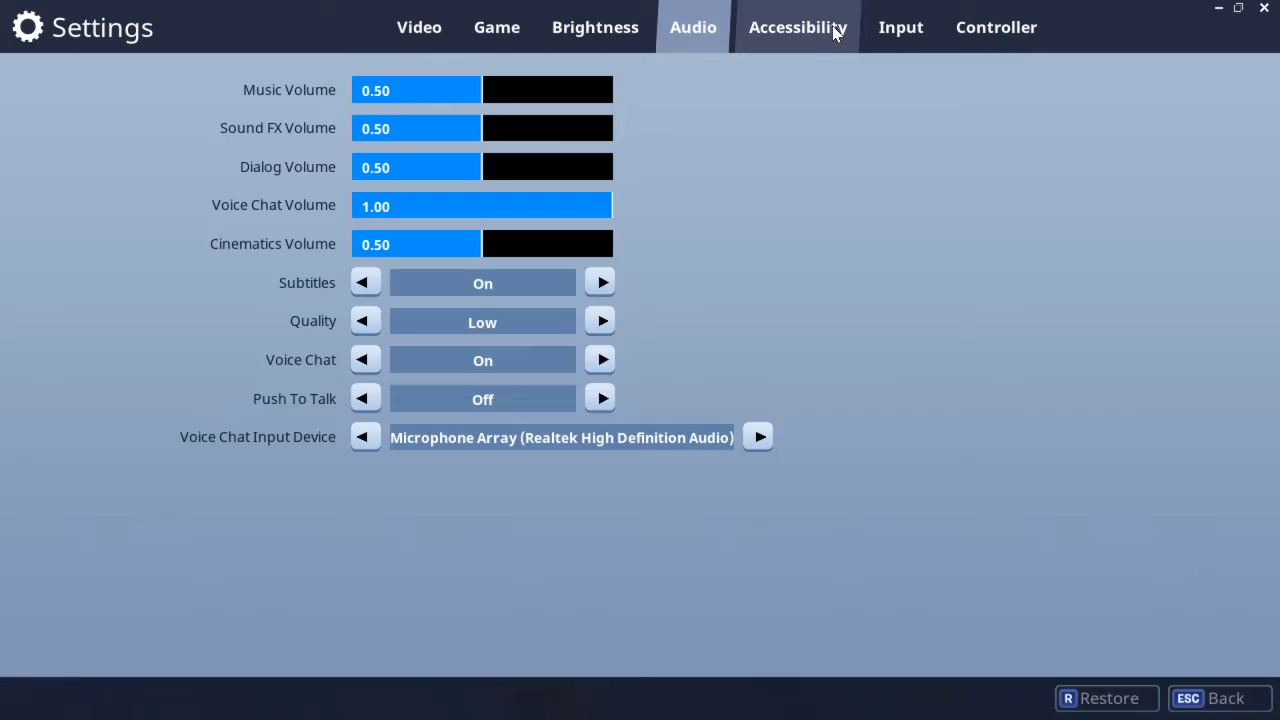 Settings
Video Game Brightness Audio Accessibility Input Controller
Music Volume 0.50
Sound FX Volume 0.50
Dialog Volume 0.50
Voice Chat Volume 1.00
Cinematics Volume 0.50
Subtitles On
Quality Low
Voice Chat On
Push To Talk Off
Voice Chat Input Device Microphone Array (Realtek High Definition Audio)
R Restore ESC Back